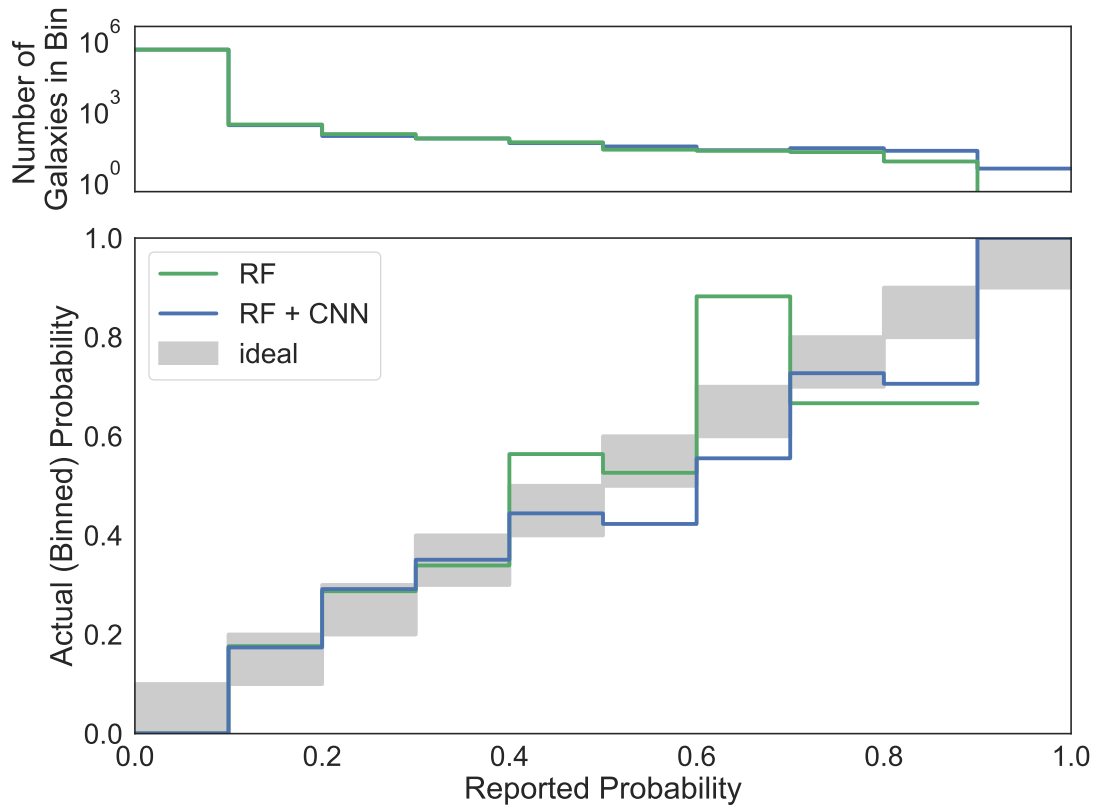 Number of
Galaxies in Bin
10^6
10^3
10^0
Actual (Binned) Probability
1.0
0.8
0.6
0.4
0.2
0.0
RF
RF + CNN
ideal
0.0 0.2 0.4 0.6 0.8 1.0
Reported Probability